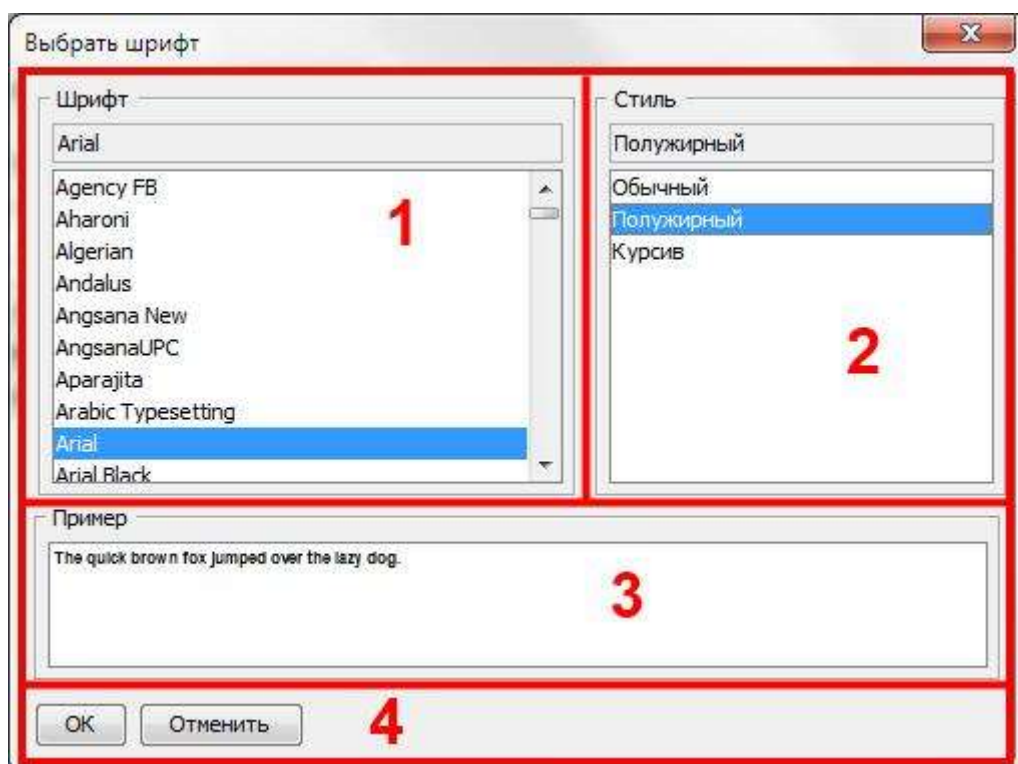 Выбрать шрифт
Шрифт
Arial
Agency FB
Aharoni
Algerian
Andalus
Angsana New
AngsanaUPC
Aparajita
Arabic Typesetting
Arial
Arial Black
1
Стиль
Полужирный
Обычный
Полужирный
Курсив
2
Пример
The quick brown fox jumped over the lazy dog.
3
OK
Отменить
4